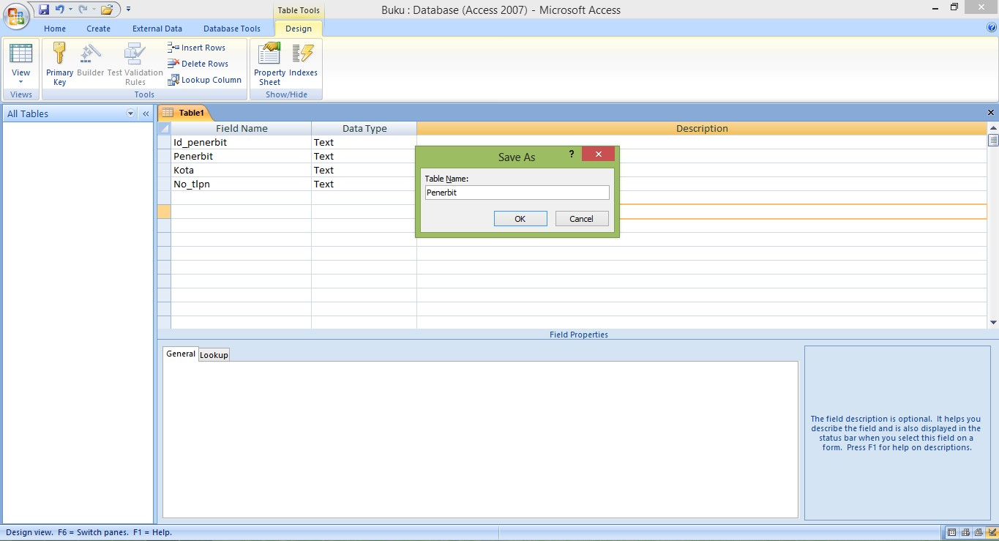 Table Tools
Buku : Database (Access 2007) - Microsoft Access
Home Create External Data Database Tools Design
View
Primary Key
Builder
Test Validation Rules
Insert Rows
Delete Rows
Lookup Column
Property Sheet
Indexes
Views
Tools
Show/Hide
All Tables
Table1
Field Name Data Type Description
Id_penerbit Text
Penerbit Text
Kota Text
No_tlpn Text
Save As
?
Table Name:
Penerbit
OK Cancel
Field Properties
General Lookup
The field description is optional. It helps you
describe the field and is also displayed in the
status bar when you select this field on a
form. Press F1 for help on descriptions.
Design view. F6 = Switch panes. F1 = Help.